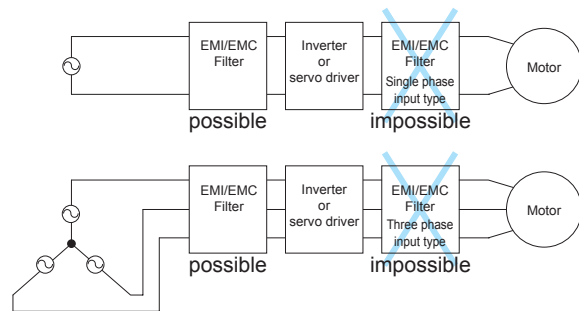 EMI/EMC
Filter
Inverter
or
servo driver
EMI/EMC
Filter
Single phase
input type
Motor
possible
impossible
EMI/EMC
Filter
Inverter
or
servo driver
EMI/EMC
Filter
Three phase
input type
Motor
possible
impossible